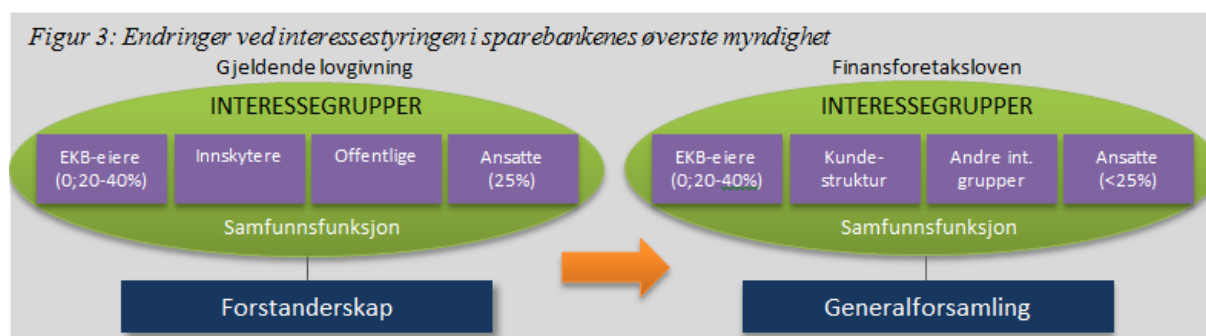 Figur 3: Endringer ved interessestyringen i sparebankenes øverste myndighet
Gjeldende lovgivning
INTERESSEGRUPPER
EKB-eiere
(0;20-40%)
Innskytere
Offentlige
Ansatte
(25%)
Samfunnsfunksjon
Forstanderskap
Finansforetaksloven
INTERESSEGRUPPER
EKB-eiere
(0;20-40%)
Kunde-
struktur
Andre int.
grupper
Ansatte
(<25%)
Samfunnsfunksjon
Generalforsamling